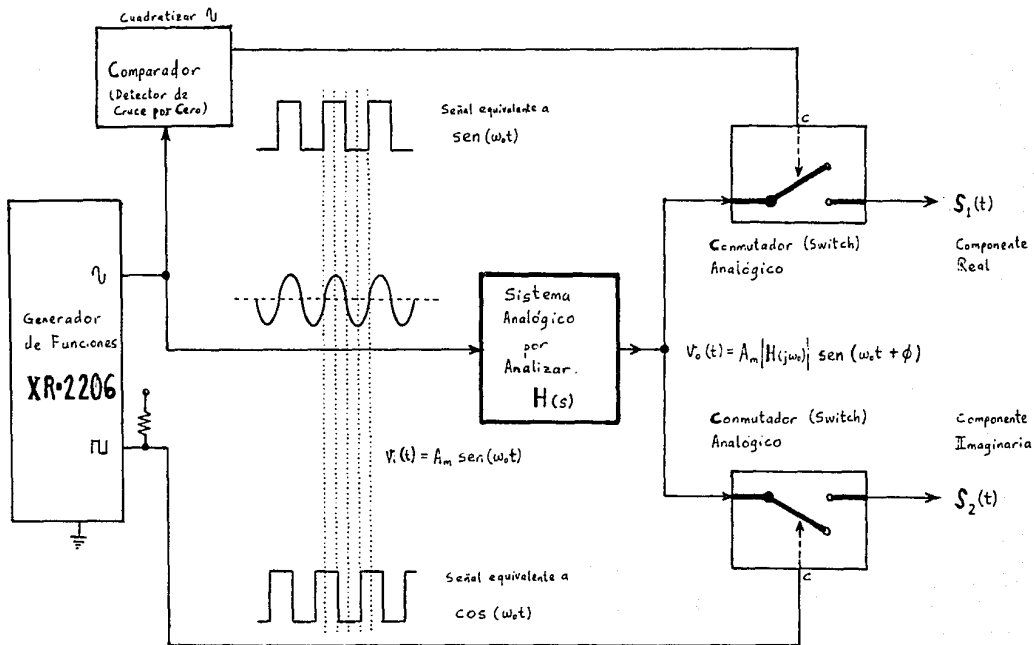 Cuadratizar
Comparador
(Detector de
Cruce por Cero)
Señal equivalente a
sen(ω₀t)
C
S₁(t)
Conmutador (Switch)
Analógico
Componente
Real
Generador
de Funciones
XR-2206
Sistema
Analógico
por
Analizar.
H(s)
V₀(t) = Aₘ|H(jω₀)| sen(ω₀t + ϕ)
Vᵢ(t) = Aₘ sen(ω₀t)
Conmutador (Switch)
Analógico
Componente
Imaginaria
S₂(t)
C
Señal equivalente a
cos(ω₀t)